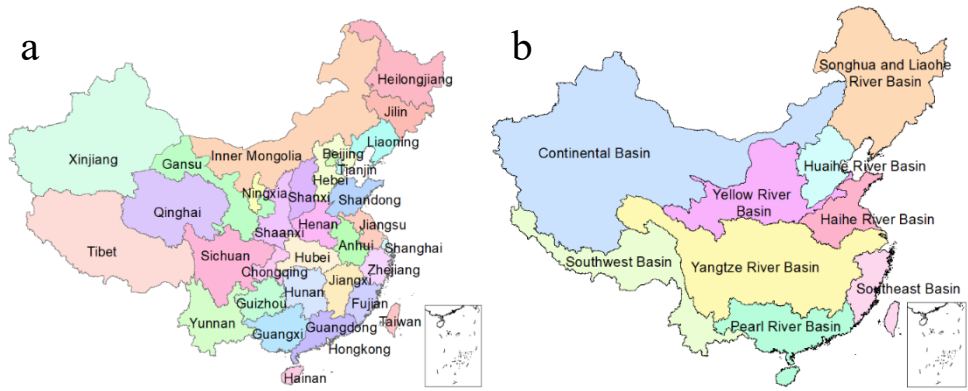 a
Heilongjiang
Jilin
Liaoning
Inner Mongolia
Beijing
Tianjin
Hebei
Xinjiang
Gansu
Ningxia
Shanxi
Shandong
Qinghai
Henan
Jiangsu
Shaanxi
Anhui
Shanghai
Tibet
Sichuan
Chongqing
Hubei
Zhejiang
Jiangxi
Hunan
Guizhou
Fujian
Yunnan
Guangxi
Guangdong
Taiwan
Hongkong
Hainan
b
Songhua and Liaohe
River Basin
Continental Basin
Huaihe River Basin
Yellow River
Basin
Haihe River Basin
Southwest Basin
Yangtze River Basin
Southeast Basin
Pearl River Basin